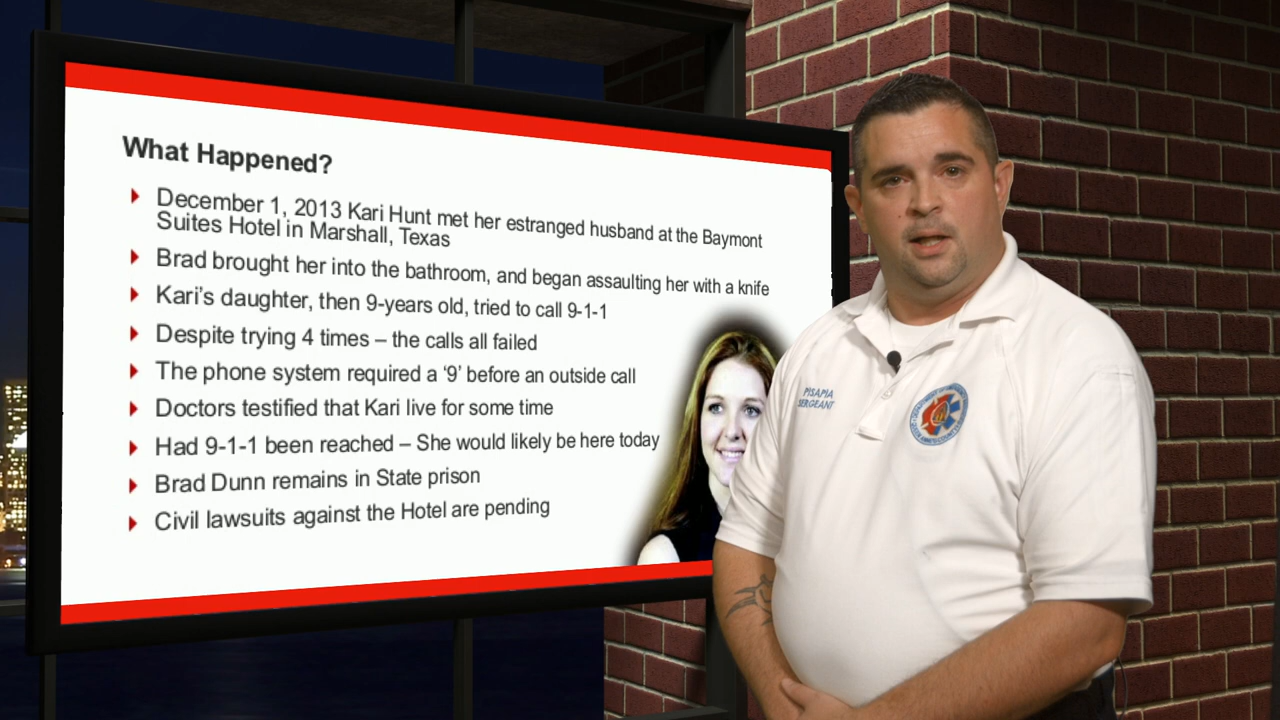 What Happened?
December 1, 2013 Kari Hunt met her estranged husband at the Baymont
Suites Hotel in Marshall, Texas
Brad brought her into the bathroom, and began assaulting her with a knife
Kari's daughter, then 9-years old, tried to call 9-1-1
Despite trying 4 times – the calls all failed
The phone system required a '9' before an outside call
Doctors testified that Kari live for some time
Had 9-1-1 been reached – She would likely be here today
Brad Dunn remains in State prison
Civil lawsuits against the Hotel are pending
PISAPIA
SERGEANT